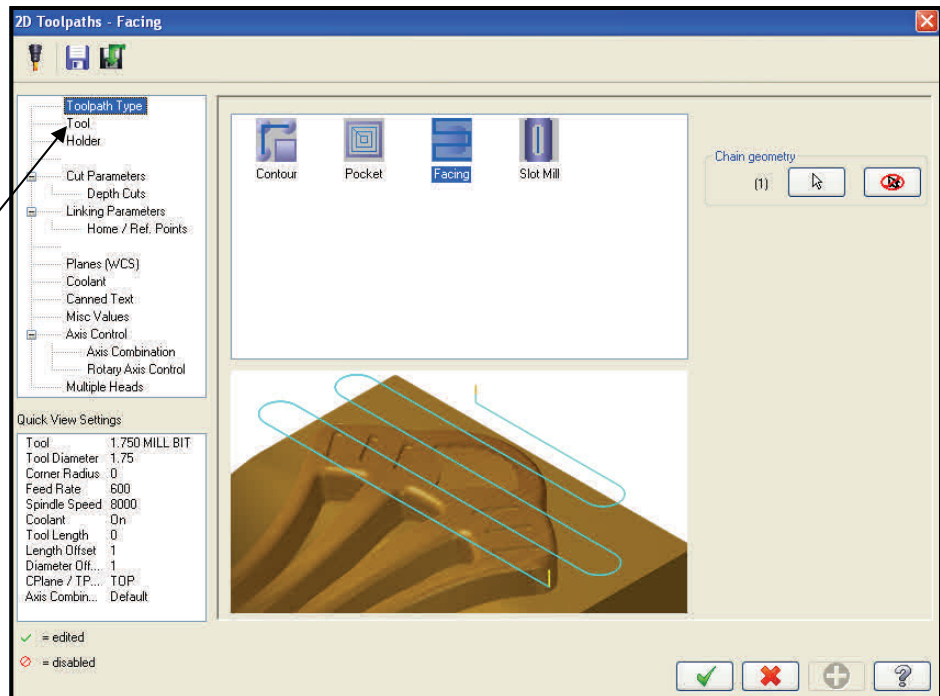 2D Toolpaths - Facing
Toolpath Type
Tool
Holder
Cut Parameters
Depth Cuts
Linking Parameters
Home / Ref. Points
Planes (WCS)
Coolant
Canned Text
Misc Values
Axis Control
Axis Combination
Rotary Axis Control
Multiple Heads
Contour
Pocket
Facing
Slot Mill
Chain geometry
(1)
Quick View Settings
Tool 1.750 MILL BIT
Tool Diameter 1.75
Corner Radius 0
Feed Rate 600
Spindle Speed 8000
Coolant On
Tool Length 0
Length Offset 1
Diameter Off... 1
CPlane / TP... TOP
Axis Combin... Default
= edited
= disabled